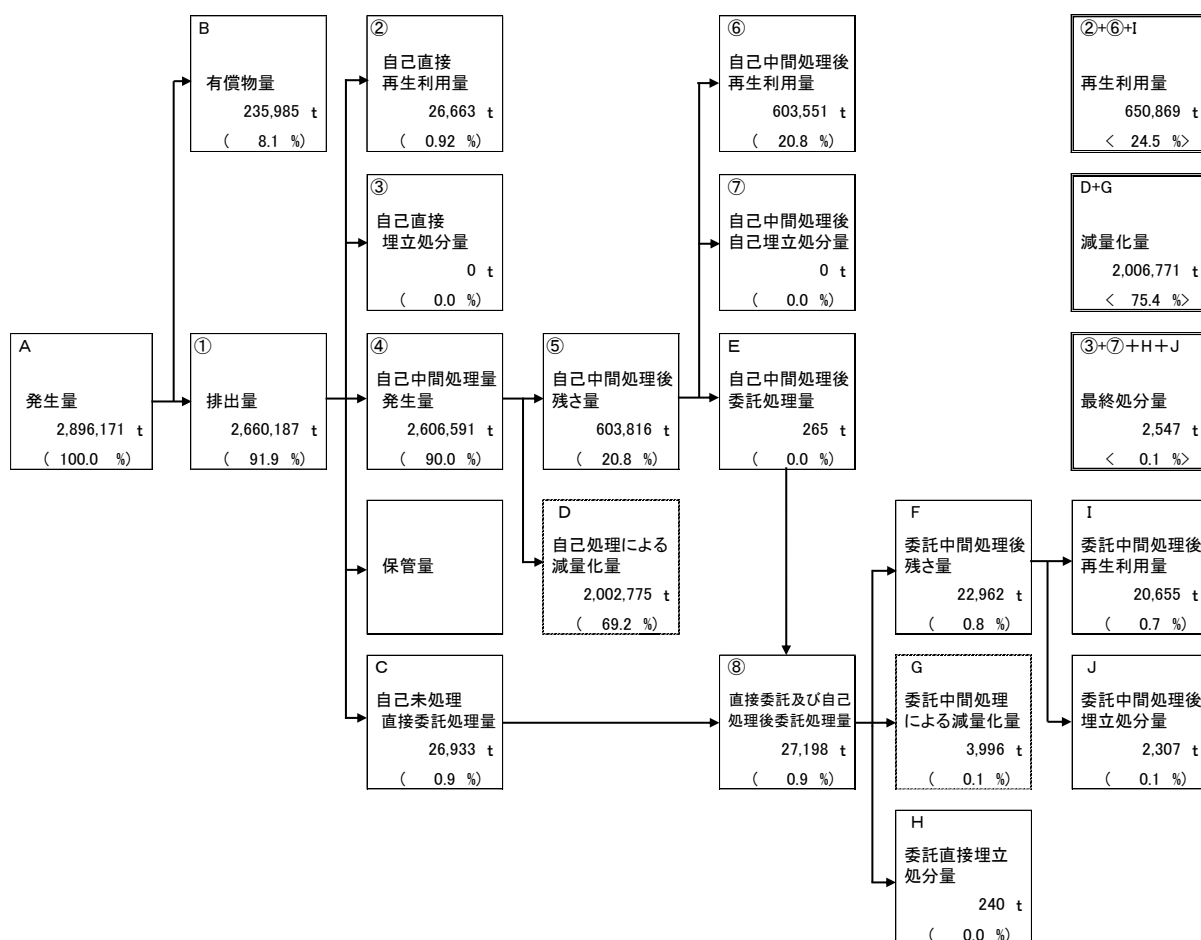 B
有償物量
235,985 t
( 8.1 %)
②
自己直接
再生利用量
26,663 t
( 0.92 %)
⑥
自己中間処理後
再生利用量
603,551 t
( 20.8 %)
②+⑥+I
再生利用量
650,869 t
< 24.5 %>
③
自己直接
埋立処分量
0 t
( 0.0 %)
⑦
自己中間処理後
自己埋立処分量
0 t
( 0.0 %)
D+G
減量化量
2,006,771 t
< 75.4 %>
A
発生量
2,896,171 t
( 100.0 %)
①
排出量
2,660,187 t
( 91.9 %)
④
自己中間処理量
発生量
2,606,591 t
( 90.0 %)
⑤
自己中間処理後
残さ量
603,816 t
( 20.8 %)
E
自己中間処理後
委託処理量
265 t
( 0.0 %)
③+⑦+H+J
最終処分量
2,547 t
< 0.1 %>
保管量
D
自己処理による
減量化量
2,002,775 t
( 69.2 %)
F
委託中間処理後
残さ量
22,962 t
( 0.8 %)
I
委託中間処理後
再生利用量
20,655 t
( 0.7 %)
C
自己未処理
直接委託処理量
26,933 t
( 0.9 %)
⑧
直接委託及び自己
処理後委託処理量
27,198 t
( 0.9 %)
G
委託中間処理
による減量化量
3,996 t
( 0.1 %)
J
委託中間処理後
埋立処分量
2,307 t
( 0.1 %)
H
委託直接埋立
処分量
240 t
( 0.0 %)